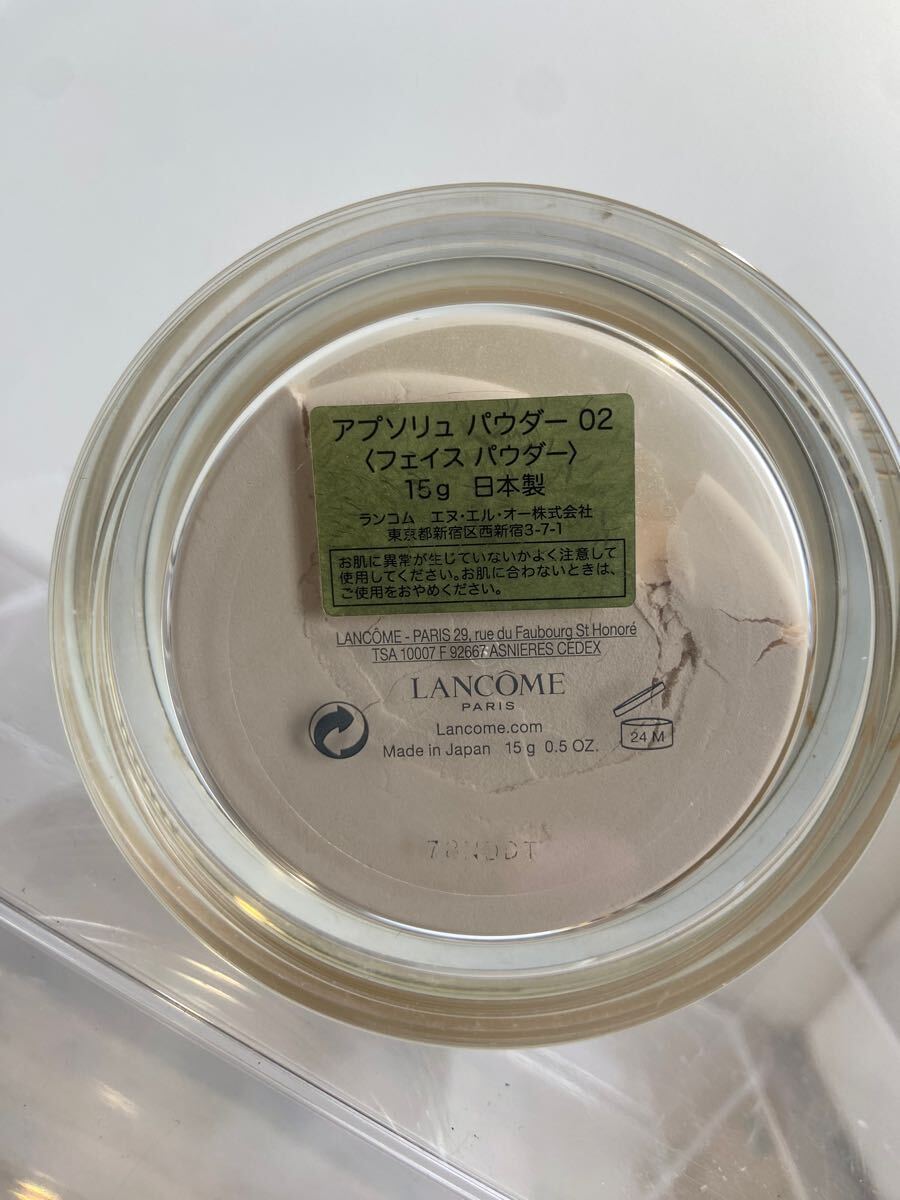 アプソリュ パウダー 02
〈フェイス パウダー〉
15g 日本製
ランコム エヌ・エル・オー株式会社
東京都新宿区西新宿3-7-1
お肌に異常が生じていないかよく注意して
使用してください。お肌に合わないときは、
ご使用をおやめください。
LANCÔME - PARIS 29, rue du Faubourg St Honoré
TSA 10007 F 92667 ASNIERES CEDEX
LANCÔME
PARIS
Lancome.com
Made in Japan 15 g 0.5 OZ.
24 M